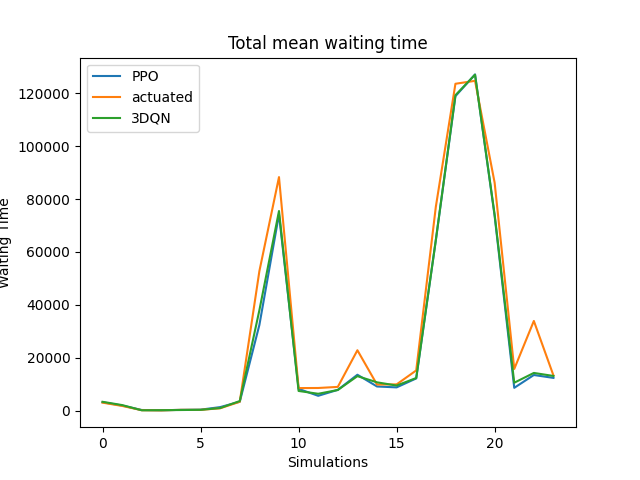 Total mean waiting time
PPO
actuated
3DQN
120000
100000
80000
60000
40000
20000
0
Waiting Time
0 5 10 15 20
Simulations